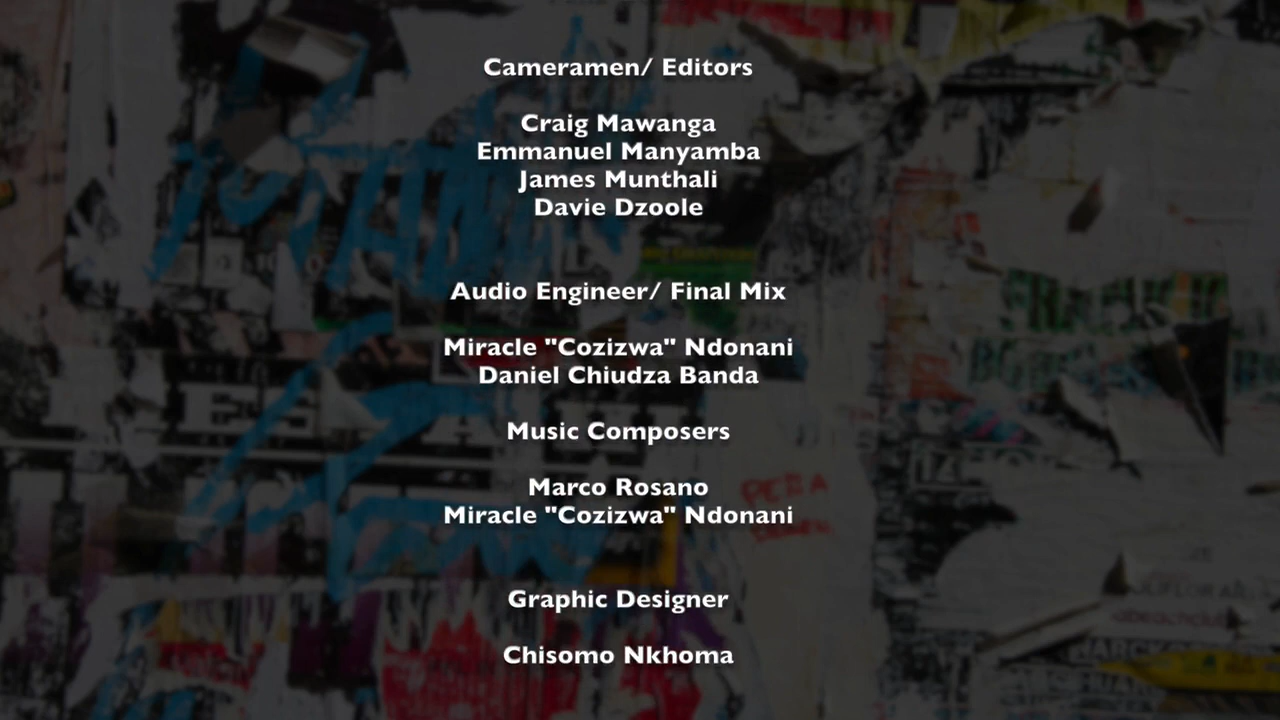 Cameramen/ Editors
Craig Mawanga
Emmanuel Manyamba
James Munthali
Davie Dzoole
Audio Engineer/ Final Mix
Miracle "Cozizwa" Ndonani
Daniel Chiudza Banda
Music Composers
Marco Rosano
Miracle "Cozizwa" Ndonani
Graphic Designer
Chisomo Nkhoma